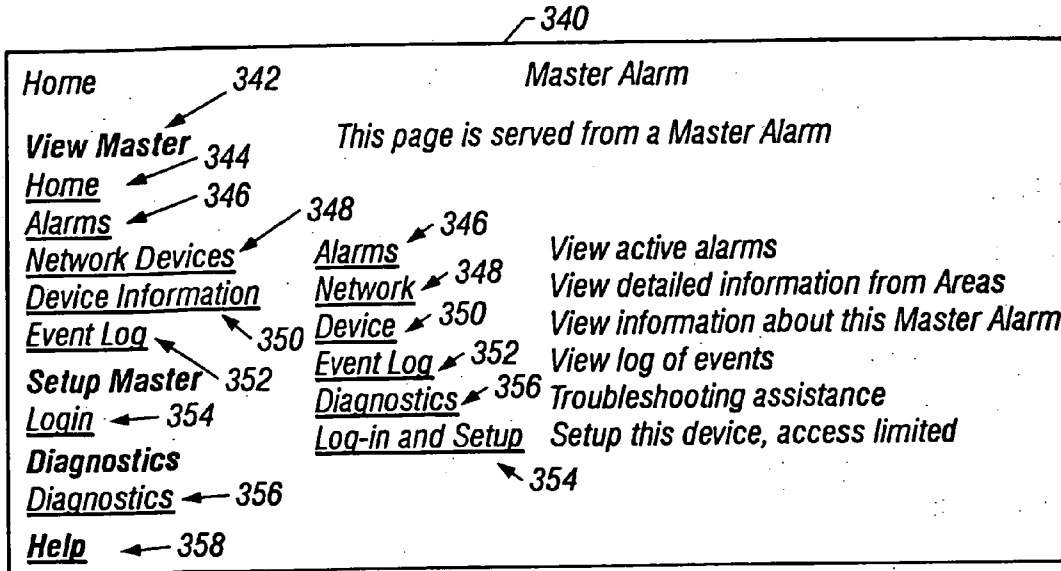 340
Home 342 Master Alarm
View Master This page is served from a Master Alarm
Home 344
Alarms 346
Network Devices 348
Device Information 350
Event Log 352
Setup Master
Login 354
Diagnostics
Diagnostics 356
Help 358
Alarms 346 View active alarms
Network 348 View detailed information from Areas
Device 350 View information about this Master Alarm
Event Log 352 View log of events
Diagnostics 356 Troubleshooting assistance
Log-in and Setup 354 Setup this device, access limited